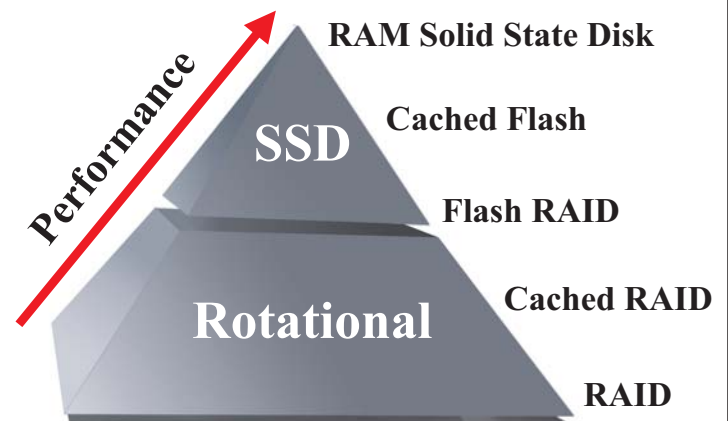 RAM Solid State Disk
Performance
Cached Flash
SSD
Flash RAID
Cached RAID
Rotational
RAID